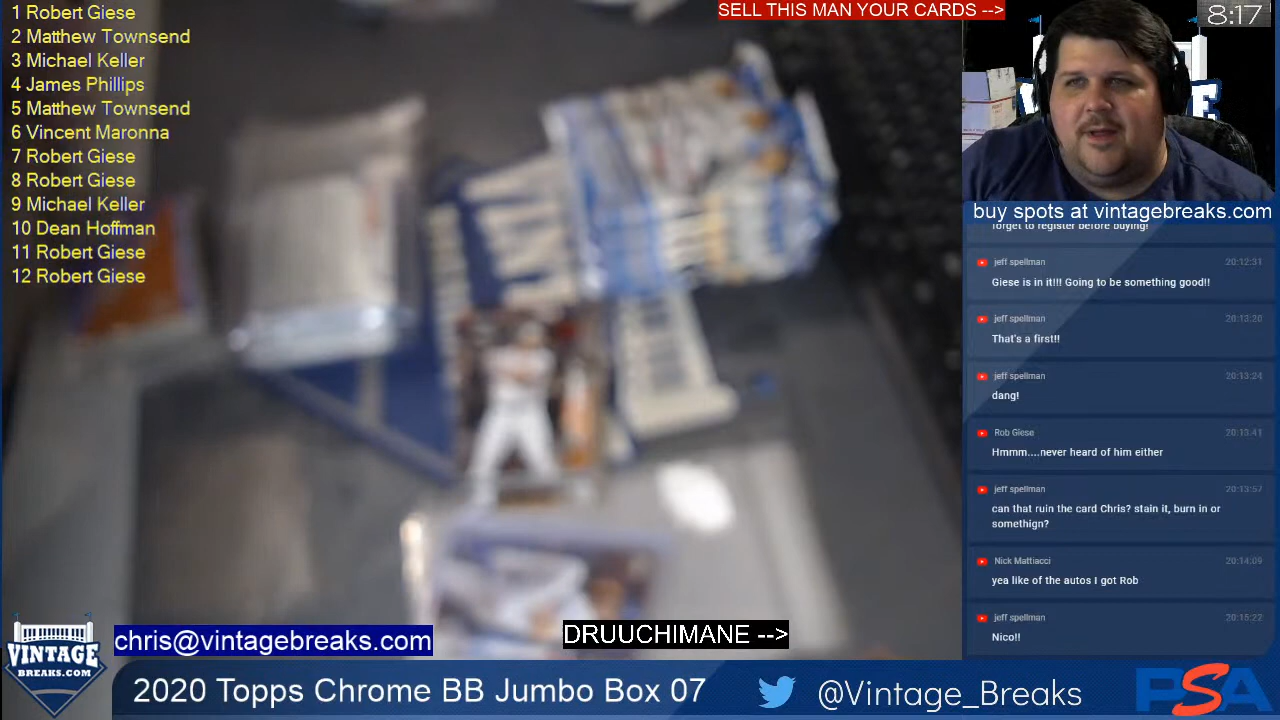 1 Robert Giese
2 Matthew Townsend
3 Michael Keller
4 James Phillips
5 Matthew Townsend
6 Vincent Maronna
7 Robert Giese
8 Robert Giese
9 Michael Keller
10 Dean Hoffman
11 Robert Giese
12 Robert Giese
SELL THIS MAN YOUR CARDS -->
8:17
buy spots at vintagebreaks.com
forget to register before buying!
jeff spellman 20:12:31
Giese is in it!!! Going to be something good!!
jeff spellman 20:13:20
That's a first!!
jeff spellman 20:13:24
dang!
Rob Giese 20:13:41
Hmmm....never heard of him either
jeff spellman 20:13:57
can that ruin the card Chris? stain it, burn in or
somethign?
Nick Mattiacci 20:14:09
yea like of the autos I got Rob
jeff spellman 20:15:22
Nico!!
chris@vintagebreaks.com
DRUUCHIMANE -->
VINTAGE
BREAKS.COM
2020 Topps Chrome BB Jumbo Box 07
@Vintage_Breaks
PSA